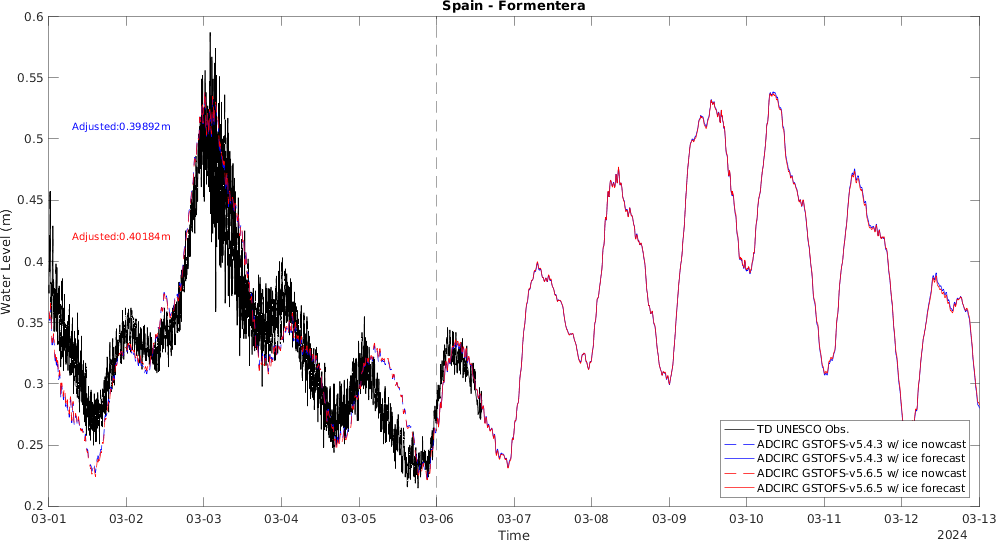 Spain - Formentera
0.6
0.55
0.5
0.45
0.4
0.35
0.3
0.25
0.2
Water Level (m)
Adjusted:0.39892m
Adjusted:0.40184m
TD UNESCO Obs.
ADCIRC GSTOFS-v5.4.3 w/ ice nowcast
ADCIRC GSTOFS-v5.4.3 w/ ice forecast
ADCIRC GSTOFS-v5.6.5 w/ ice nowcast
ADCIRC GSTOFS-v5.6.5 w/ ice forecast
03-01 03-02 03-03 03-04 03-05 03-06 03-07 03-08 03-09 03-10 03-11 03-12 03-13
Time
2024